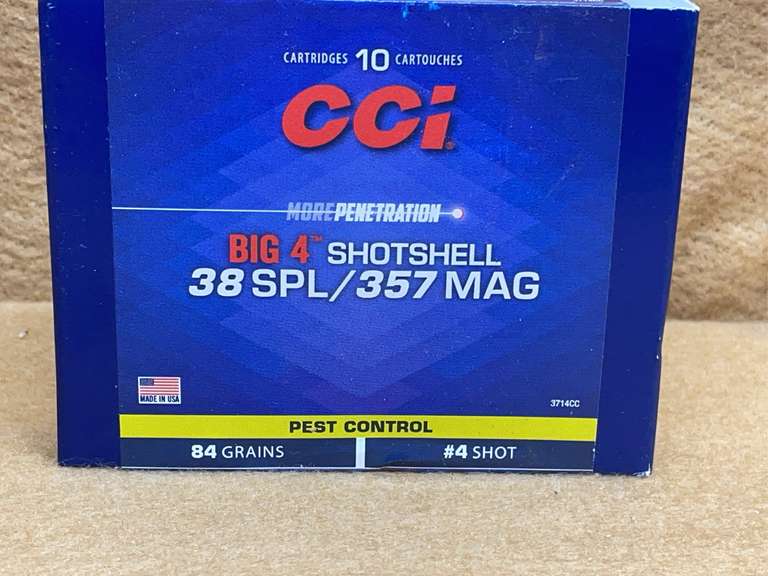 CARTRIDGES 10 CARTOUCHES
CCi
MORE PENETRATION
BIG 4™ SHOTSHELL
38 SPL/357 MAG
MADE IN USA
3714CC
PEST CONTROL
84 GRAINS
#4 SHOT